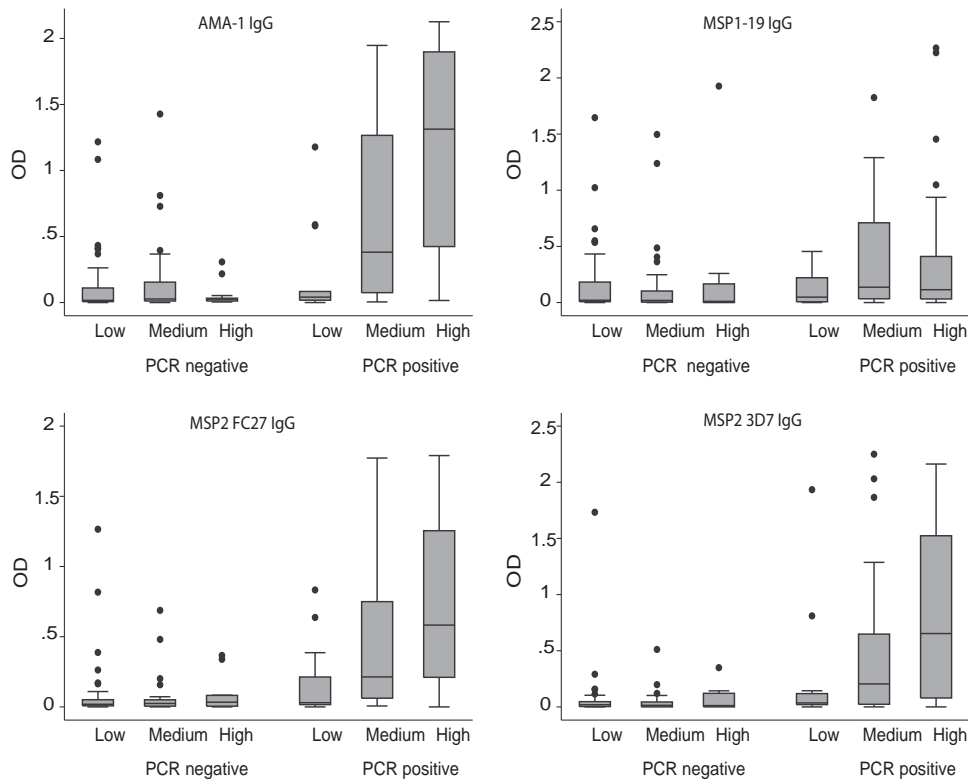 AMA-1 IgG
2
1.5
1
.5
0
OD
Low Medium High Low Medium High
PCR negative PCR positive
MSP1-19 IgG
2.5
2
1.5
1
0.5
0
OD
Low Medium High Low Medium High
PCR negative PCR positive
MSP2 FC27 IgG
2
1.5
1
.5
0
OD
Low Medium High Low Medium High
PCR negative PCR positive
MSP2 3D7 IgG
2.5
2
1.5
1
.5
0
OD
Low Medium High Low Medium High
PCR negative PCR positive